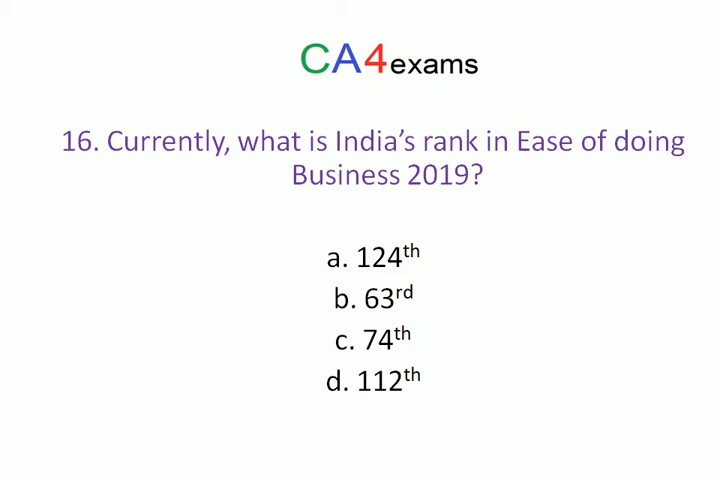 CA4exams
16. Currently, what is India's rank in Ease of doing
Business 2019?
a. 124th
b. 63rd
c. 74th
d. 112th